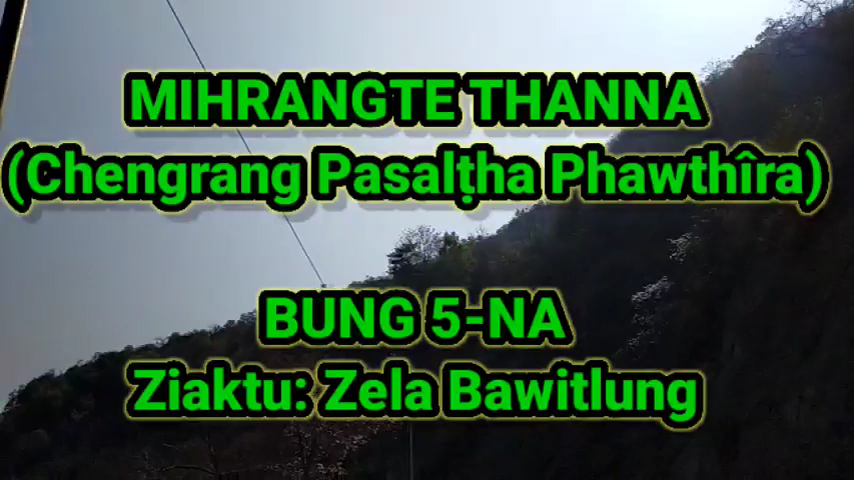 MIHRANGTE THANNA
(Chengrang Pasalṭha Phawthîra)
BUNG 5-NA
Ziaktu: Zela Bawitlung